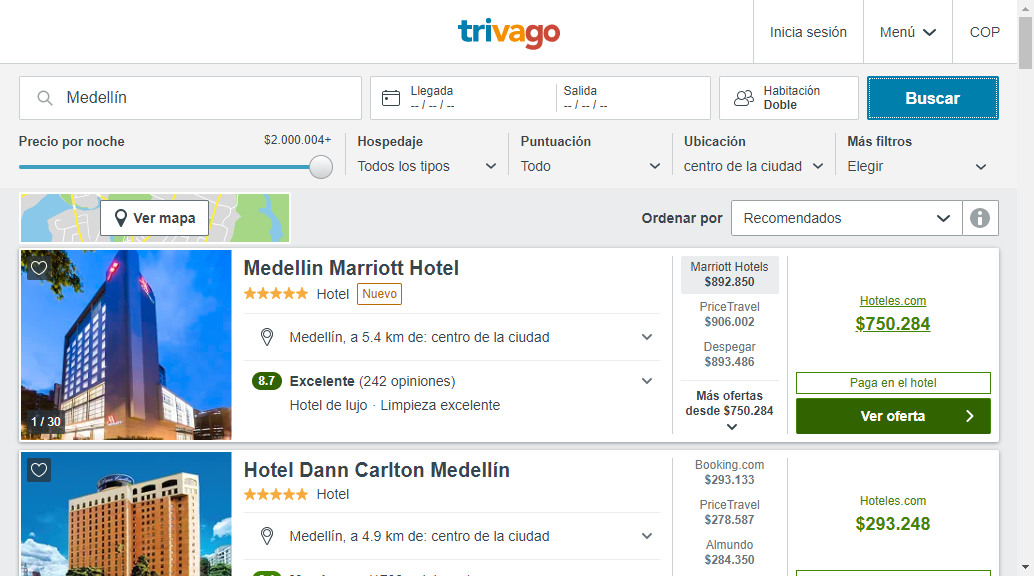 trivago
Inicia sesión
Menú
COP
Medellín
Llegada
-- / -- / --
Salida
-- / -- / --
Habitación
Doble
Buscar
Precio por noche
$2.000.004+
Hospedaje
Todos los tipos
Puntuación
Todo
Ubicación
centro de la ciudad
Más filtros
Elegir
Ver mapa
Ordenar por
Recomendados
1 / 30
Medellin Marriott Hotel
Hotel
Nuevo
Medellín, a 5.4 km de: centro de la ciudad
8.7 Excelente (242 opiniones)
Hotel de lujo · Limpieza excelente
Marriott Hotels
$892.850
PriceTravel
$906.002
Despegar
$893.486
Más ofertas
desde $750.284
Hoteles.com
$750.284
Paga en el hotel
Ver oferta
Hotel Dann Carlton Medellín
Hotel
Medellín, a 4.9 km de: centro de la ciudad
Booking.com
$293.133
PriceTravel
$278.587
Almundo
$284.350
Hoteles.com
$293.248